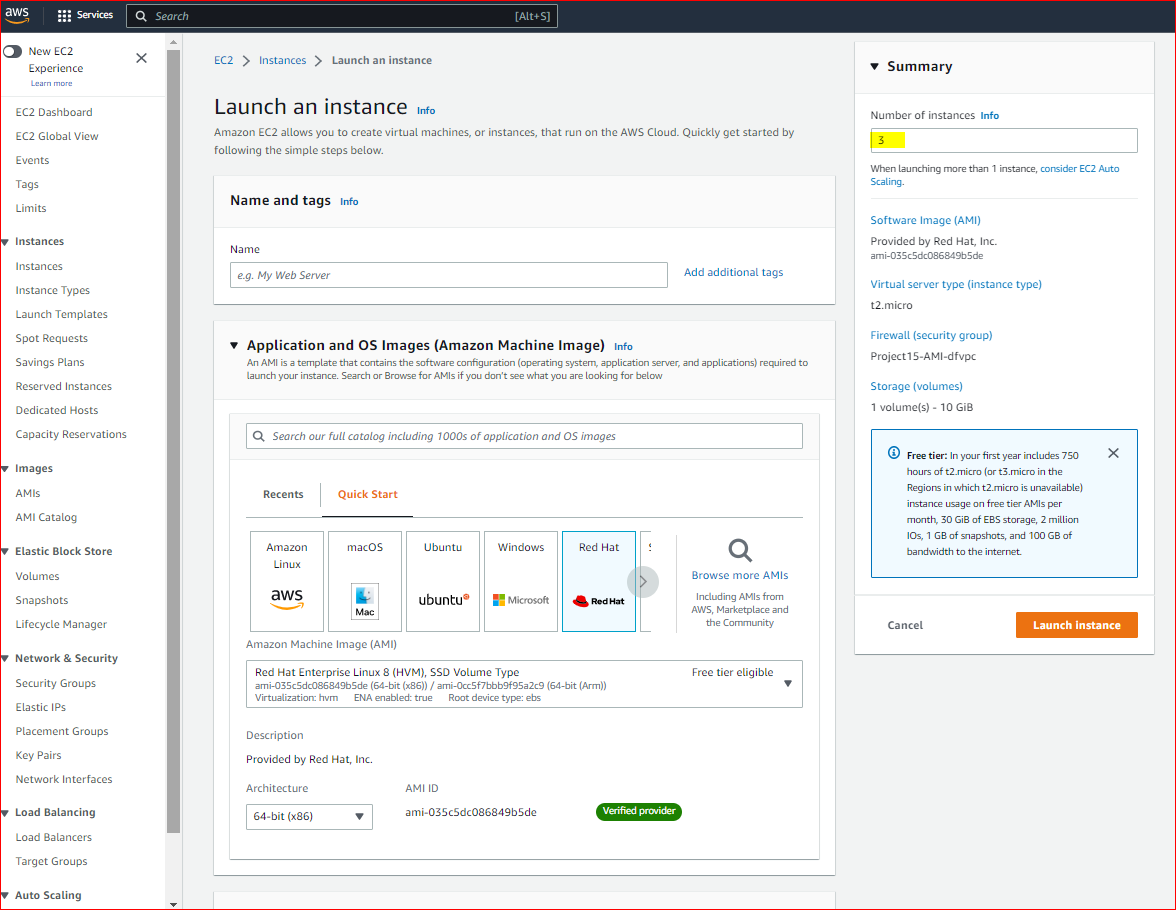 aws
Services
Search
[Alt+S]
New EC2
Experience
Learn more
EC2 Dashboard
EC2 Global View
Events
Tags
Limits
Instances
Instances
Instance Types
Launch Templates
Spot Requests
Savings Plans
Reserved Instances
Dedicated Hosts
Capacity Reservations
Images
AMIs
AMI Catalog
Elastic Block Store
Volumes
Snapshots
Lifecycle Manager
Network & Security
Security Groups
Elastic IPs
Placement Groups
Key Pairs
Network Interfaces
Load Balancing
Load Balancers
Target Groups
Auto Scaling
EC2 > Instances > Launch an instance
Launch an instance Info
Amazon EC2 allows you to create virtual machines, or instances, that run on the AWS Cloud. Quickly get started by
following the simple steps below.
Name and tags Info
Name
e.g. My Web Server
Add additional tags
Application and OS Images (Amazon Machine Image) Info
An AMI is a template that contains the software configuration (operating system, application server, and applications) required to
launch your instance. Search or Browse for AMIs if you don't see what you are looking for below
Search our full catalog including 1000s of application and OS images
Recents
Quick Start
Amazon
Linux
aws
macOS
Mac
Ubuntu
ubuntu
Windows
Microsoft
Red Hat
Red Hat
Browse more AMIs
Including AMIs from
AWS, Marketplace and
the Community
Amazon Machine Image (AMI)
Red Hat Enterprise Linux 8 (HVM), SSD Volume Type
Free tier eligible
ami-035c5dc086849b5de (64-bit (x86)) / ami-0cc5f7bbb9f95a2c9 (64-bit (Arm))
Virtualization: hvm ENA enabled: true Root device type: ebs
Description
Provided by Red Hat, Inc.
Architecture
64-bit (x86)
AMI ID
ami-035c5dc086849b5de
Verified provider
Summary
Number of instances Info
3
When launching more than 1 instance, consider EC2 Auto
Scaling.
Software Image (AMI)
Provided by Red Hat, Inc.
ami-035c5dc086849b5de
Virtual server type (instance type)
t2.micro
Firewall (security group)
Project15-AMI-dfvpc
Storage (volumes)
1 volume(s) - 10 GiB
Free tier: In your first year includes 750
hours of t2.micro (or t3.micro in the
Regions in which t2.micro is unavailable)
instance usage on free tier AMIs per
month, 30 GiB of EBS storage, 2 million
IOs, 1 GB of snapshots, and 100 GB of
bandwidth to the internet.
Cancel
Launch instance